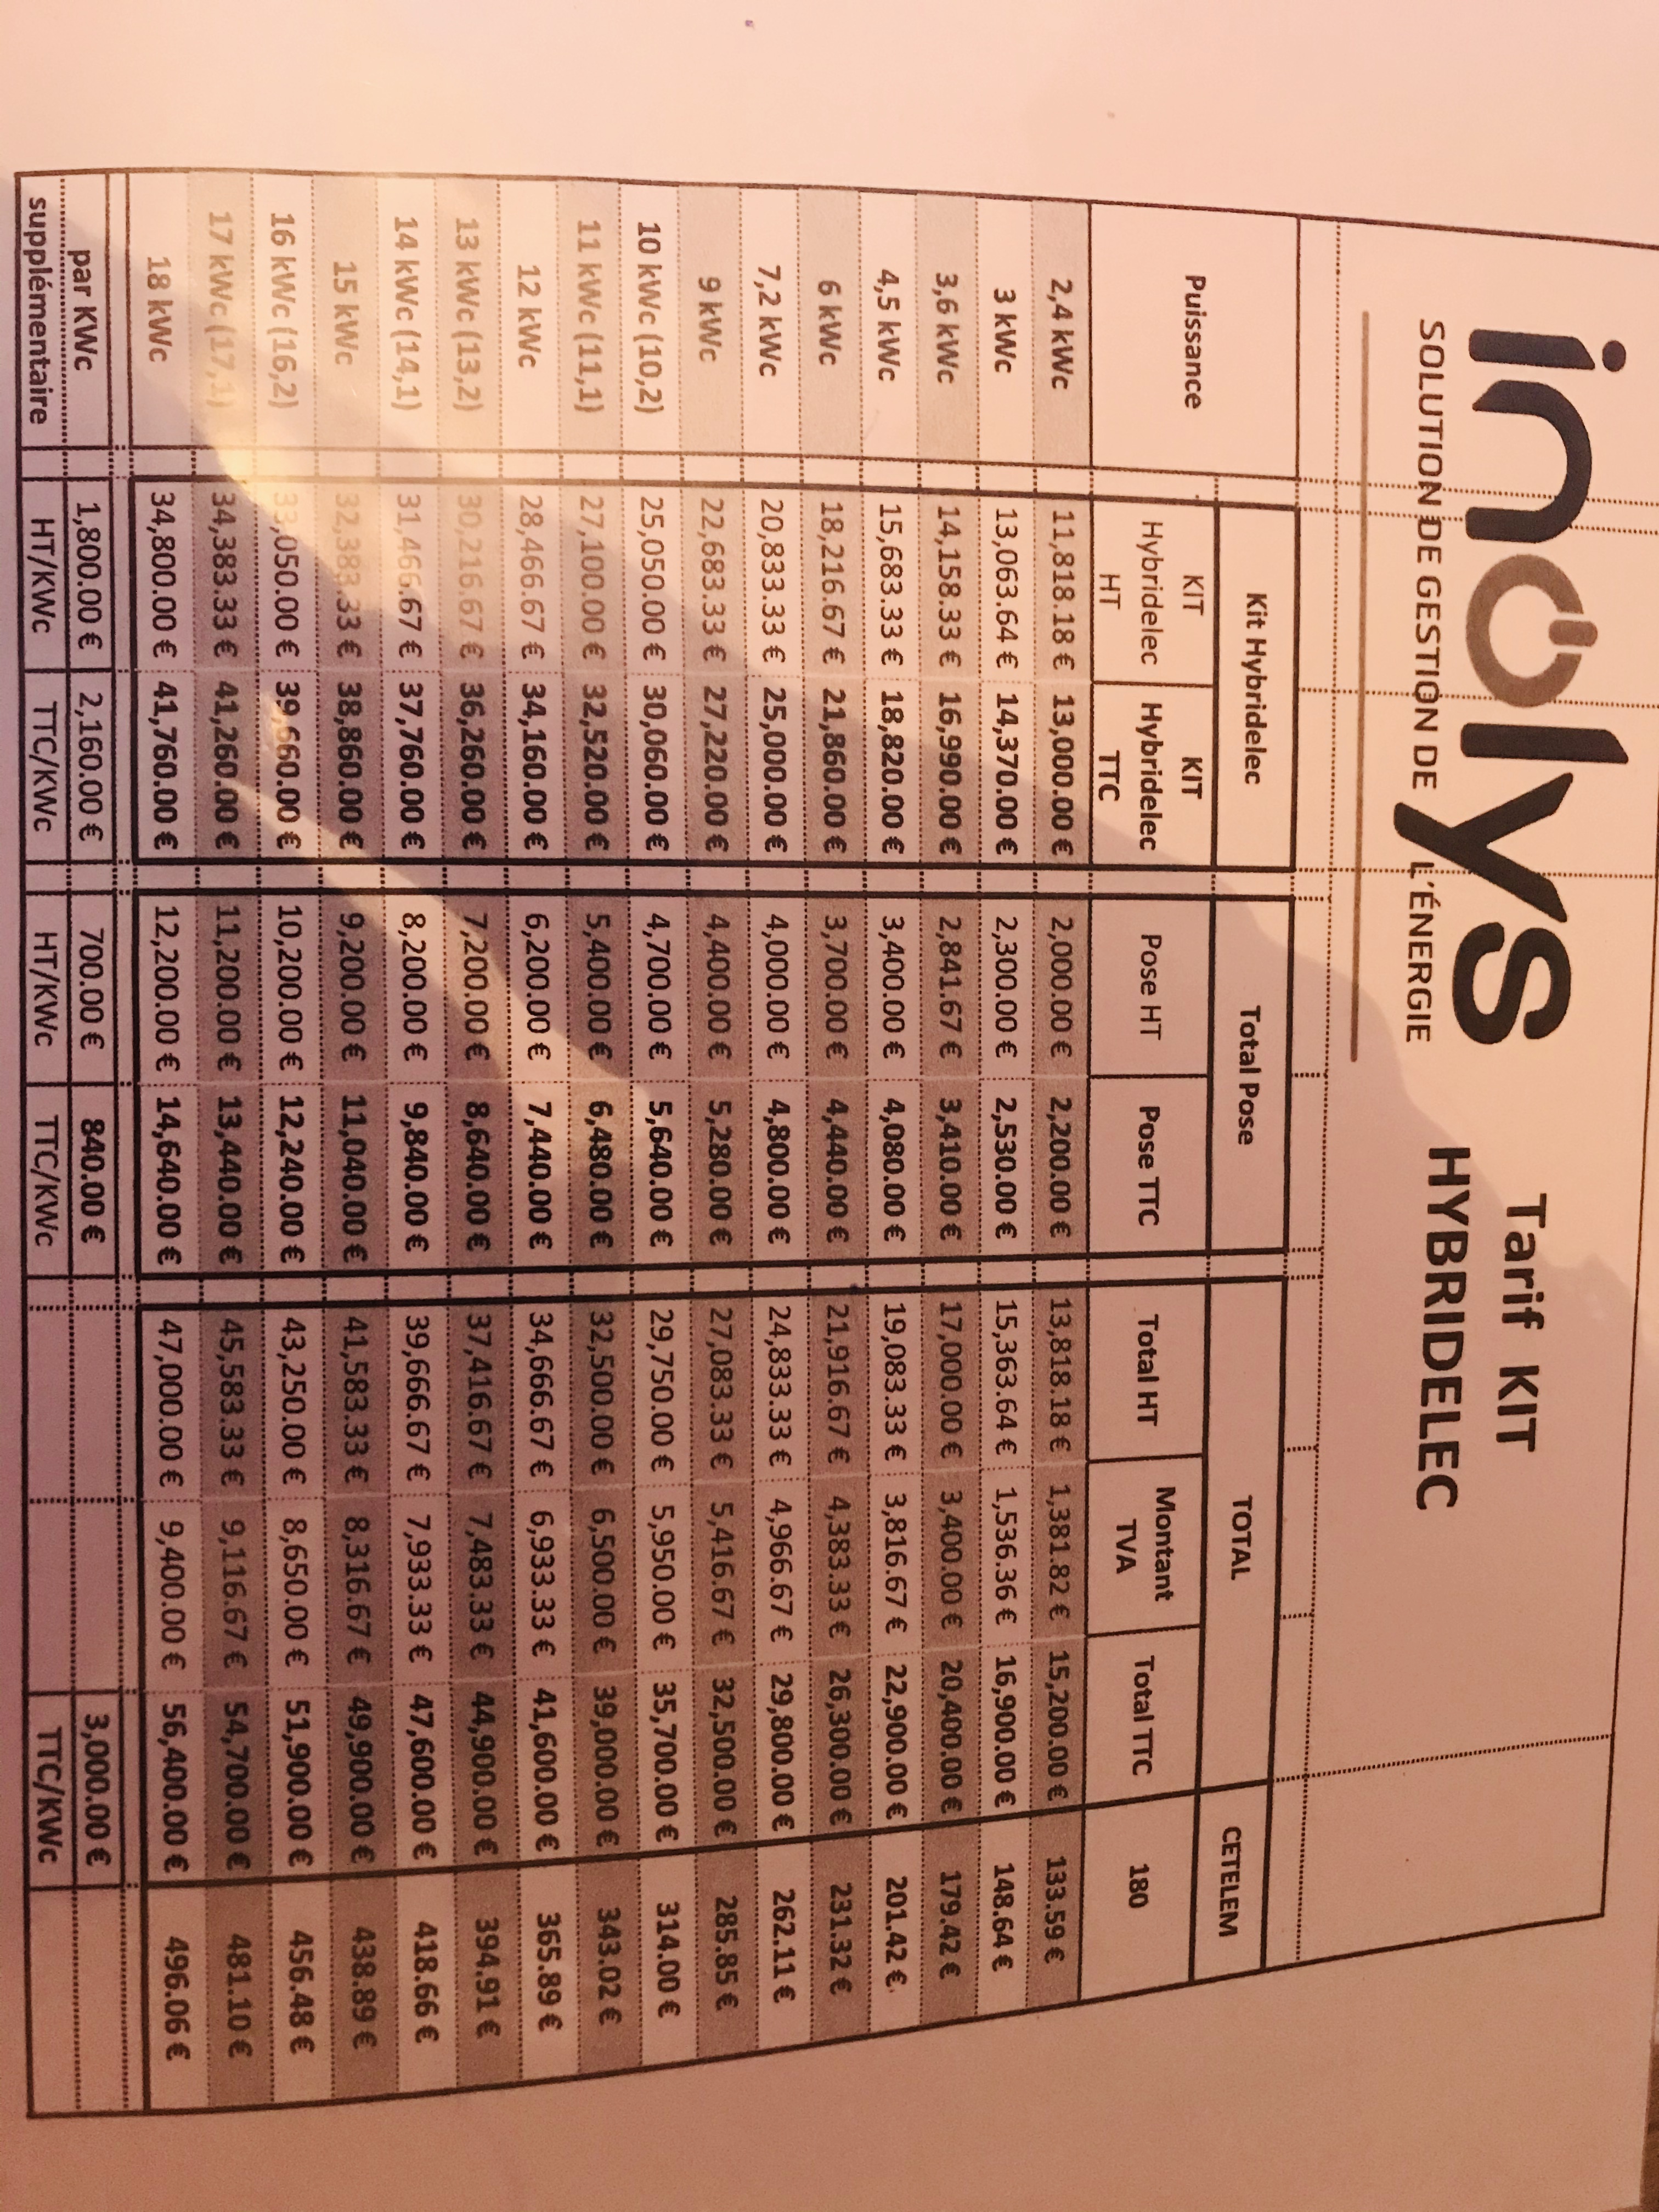 inolys
SOLUTION DE GESTION DE L'ÉNERGIE
Tarif KIT
HYBRIDELEC
Kit Hybridelec Total Pose TOTAL CETELEM
Puissance KIT Hybridelec HT KIT Hybridelec TTC Pose HT Pose TTC Total HT Montant TVA Total TTC 180
2,4 kWc 11,818.18 € 13,000.00 € 2,000.00 € 2,200.00 € 13,818.18 € 1,381.82 € 15,200.00 € 133.59 €
3 kWc 13,063.64 € 14,370.00 € 2,300.00 € 2,530.00 € 15,363.64 € 1,536.36 € 16,900.00 € 148.64 €
3,6 kWc 14,158.33 € 16,990.00 € 2,841.67 € 3,410.00 € 17,000.00 € 3,400.00 € 20,400.00 € 179.42 €
4,5 kWc 15,683.33 € 18,820.00 € 3,400.00 € 4,080.00 € 19,083.33 € 3,816.67 € 22,900.00 € 201.42 €
6 kWc 18,216.67 € 21,860.00 € 3,700.00 € 4,440.00 € 21,916.67 € 4,383.33 € 26,300.00 € 231.32 €
7,2 kWc 20,833.33 € 25,000.00 € 4,000.00 € 4,800.00 € 24,833.33 € 4,966.67 € 29,800.00 € 262.11 €
9 kWc 22,683.33 € 27,220.00 € 4,400.00 € 5,280.00 € 27,083.33 € 5,416.67 € 32,500.00 € 285.85 €
10 kWc (10,2) 25,050.00 € 30,060.00 € 4,700.00 € 5,640.00 € 29,750.00 € 5,950.00 € 35,700.00 € 314.00 €
11 kWc (11,1) 27,100.00 € 32,520.00 € 5,400.00 € 6,480.00 € 32,500.00 € 6,500.00 € 39,000.00 € 343.02 €
12 kWc 28,466.67 € 34,160.00 € 6,200.00 € 7,440.00 € 34,666.67 € 6,933.33 € 41,600.00 € 365.89 €
13 kWc (13,2) 30,216.67 € 36,260.00 € 7,200.00 € 8,640.00 € 37,416.67 € 7,483.33 € 44,900.00 € 394.91 €
14 kWc (14,1) 31,466.67 € 37,760.00 € 8,200.00 € 9,840.00 € 39,666.67 € 7,933.33 € 47,600.00 € 418.66 €
15 kWc 32,383.33 € 38,860.00 € 9,200.00 € 11,040.00 € 41,583.33 € 8,316.67 € 49,900.00 € 438.89 €
16 kWc (16,2) 33,050.00 € 39,660.00 € 10,200.00 € 12,240.00 € 43,250.00 € 8,650.00 € 51,900.00 € 456.48 €
17 kWc (17,1) 34,383.33 € 41,260.00 € 11,200.00 € 13,440.00 € 45,583.33 € 9,116.67 € 54,700.00 € 481.10 €
18 kWc 34,800.00 € 41,760.00 € 12,200.00 € 14,640.00 € 47,000.00 € 9,400.00 € 56,400.00 € 496.06 €
par KWc 1,800.00 € 2,160.00 € 700.00 € 840.00 € 3,000.00 €
supplémentaire HT/KWc TTC/KWc HT/KWc TTC/KWc TTC/KWc